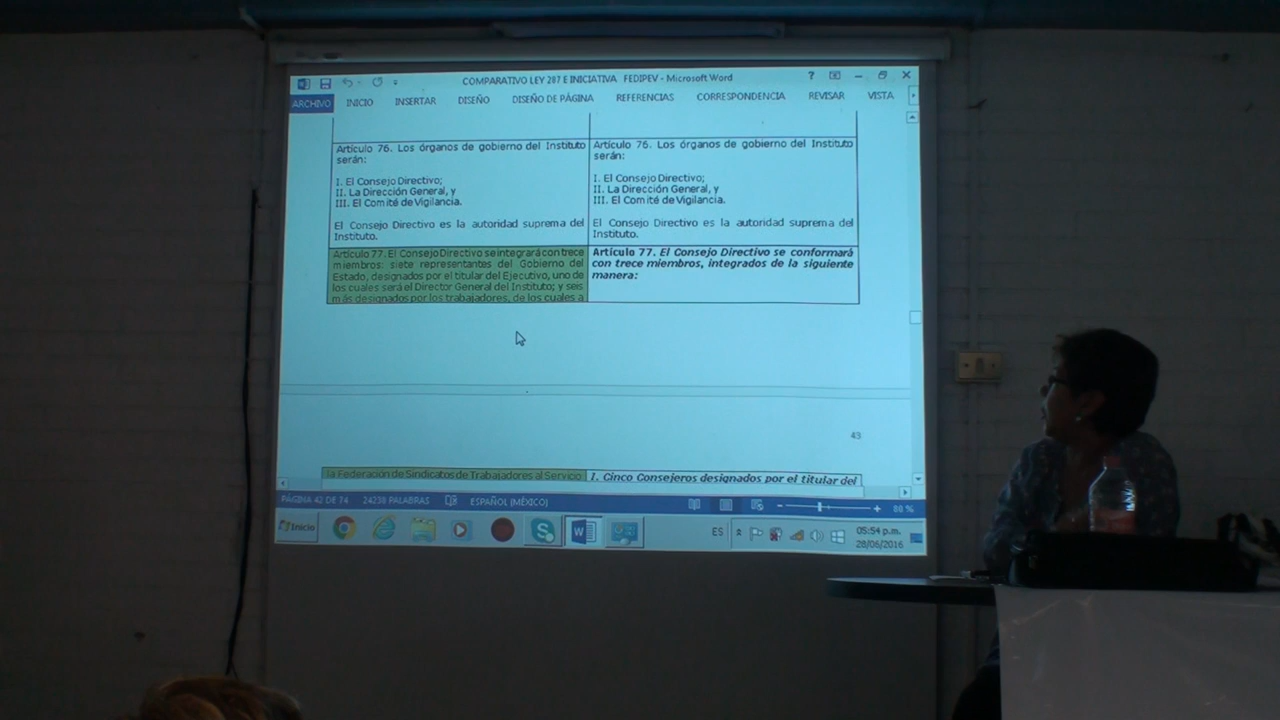 COMPARATIVO LEY 287 E INICIATIVA FEDIPEV - Microsoft Word
ARCHIVO INICIO INSERTAR DISEÑO DISEÑO DE PÁGINA REFERENCIAS CORRESPONDENCIA REVISAR VISTA
Artículo 76. Los órganos de gobierno del Instituto
serán:
I. El Consejo Directivo;
II. La Dirección General, y
III. El Comité de Vigilancia.
El Consejo Directivo es la autoridad suprema del
Instituto.
Artículo 76. Los órganos de gobierno del Instituto
serán:
I. El Consejo Directivo;
II. La Dirección General, y
III. El Comité de Vigilancia.
El Consejo Directivo es la autoridad suprema del
Instituto.
Artículo 77. El Consejo Directivo se integrará con trece
miembros: siete representantes del Gobierno del
Estado, designados por el titular del Ejecutivo, uno de
los cuales será el Director General del Instituto; y seis
más designados por los trabajadores, de los cuales a
Artículo 77. El Consejo Directivo se conformará
con trece miembros, integrados de la siguiente
manera:
43
la Federación de Sindicatos de Trabajadores al Servicio
I. Cinco Consejeros designados por el titular del
PÁGINA 42 DE 74 24239 PALABRAS ESPAÑOL (MÉXICO) 80 %
Inicio ES 05:54 p.m.
28/06/2016